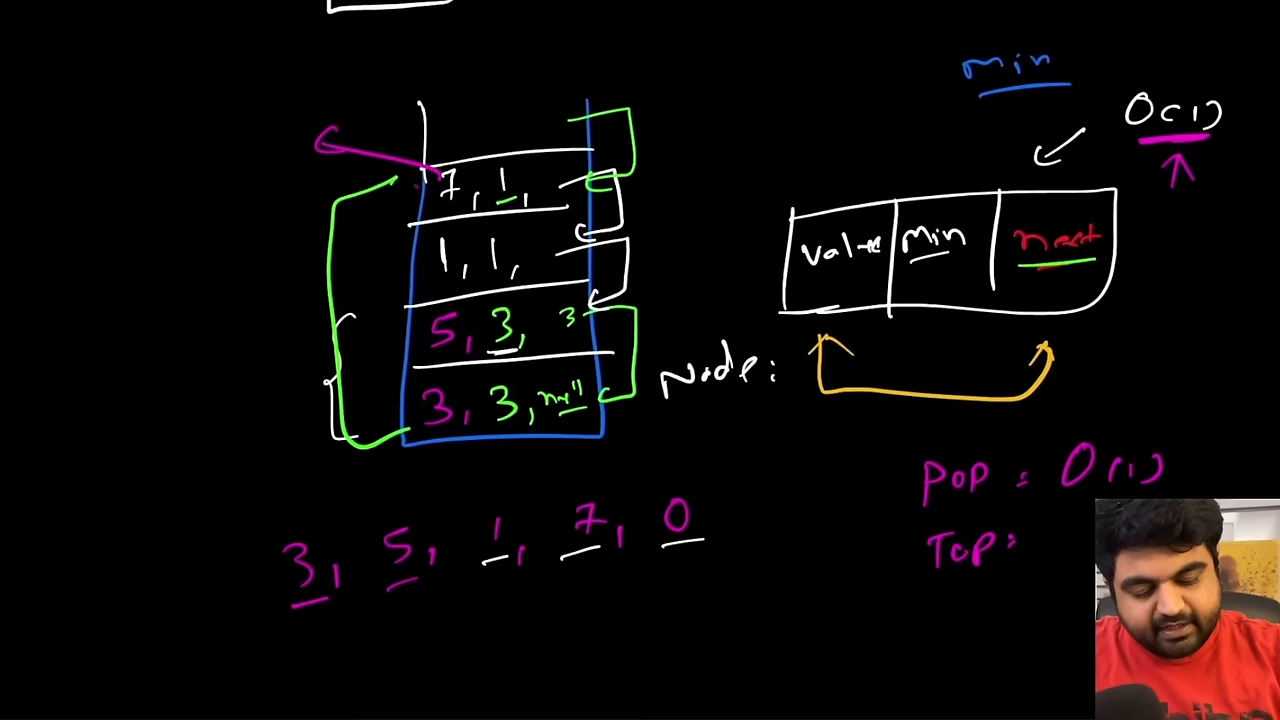 min
O(1)
7, 1,
value min next
1, 1,
5, 3, 3
Node:
3, 3, null
pop: O(1)
3, 5, 1, 7, 0
Top: